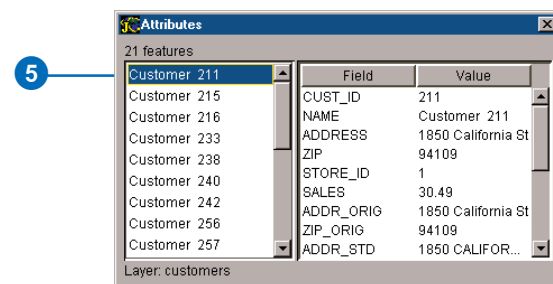 Attributes
21 features
5
Customer 211
Customer 215
Customer 216
Customer 233
Customer 238
Customer 240
Customer 242
Customer 256
Customer 257
Field Value
CUST_ID 211
NAME Customer 211
ADDRESS 1850 California St
ZIP 94109
STORE_ID 1
SALES 30.49
ADDR_ORIG 1850 California St
ZIP_ORIG 94109
ADDR_STD 1850 CALIFOR...
Layer: customers